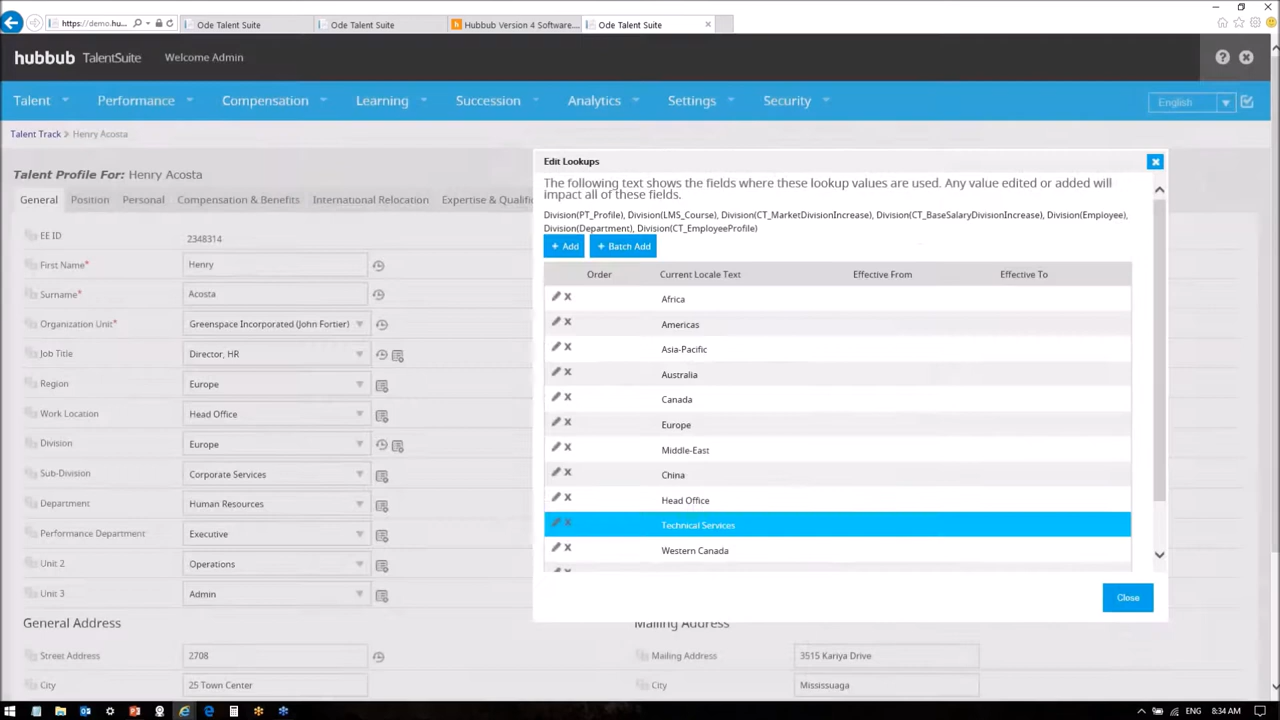 https://demo.hu...
Ode Talent Suite
Ode Talent Suite
Hubbub Version 4 Software...
Ode Talent Suite
hubbub TalentSuite
Welcome Admin
Talent
Performance
Compensation
Learning
Succession
Analytics
Settings
Security
English
Talent Track > Henry Acosta
Talent Profile For: Henry Acosta
General
Position
Personal
Compensation & Benefits
International Relocation
Expertise & Qualifi
EE ID
2348314
First Name*
Henry
Surname*
Acosta
Organization Unit*
Greenspace Incorporated (John Fortier)
Job Title
Director, HR
Region
Europe
Work Location
Head Office
Division
Europe
Sub-Division
Corporate Services
Department
Human Resources
Performance Department
Executive
Unit 2
Operations
Unit 3
Admin
General Address
Street Address
2708
City
25 Town Center
Edit Lookups
The following text shows the fields where these lookup values are used. Any value edited or added will
impact all of these fields.
Division(PT_Profile), Division(LMS_Course), Division(CT_MarketDivisionIncrease), Division(CT_BaseSalaryDivisionIncrease), Division(Employee),
Division(Department), Division(CT_EmployeeProfile)
+ Add
+ Batch Add
Order
Current Locale Text
Effective From
Effective To
Africa
Americas
Asia-Pacific
Australia
Canada
Europe
Middle-East
China
Head Office
Technical Services
Western Canada
Close
Mailing Address
Mailing Address
3515 Kariya Drive
City
Mississuaga
ENG
8:34 AM